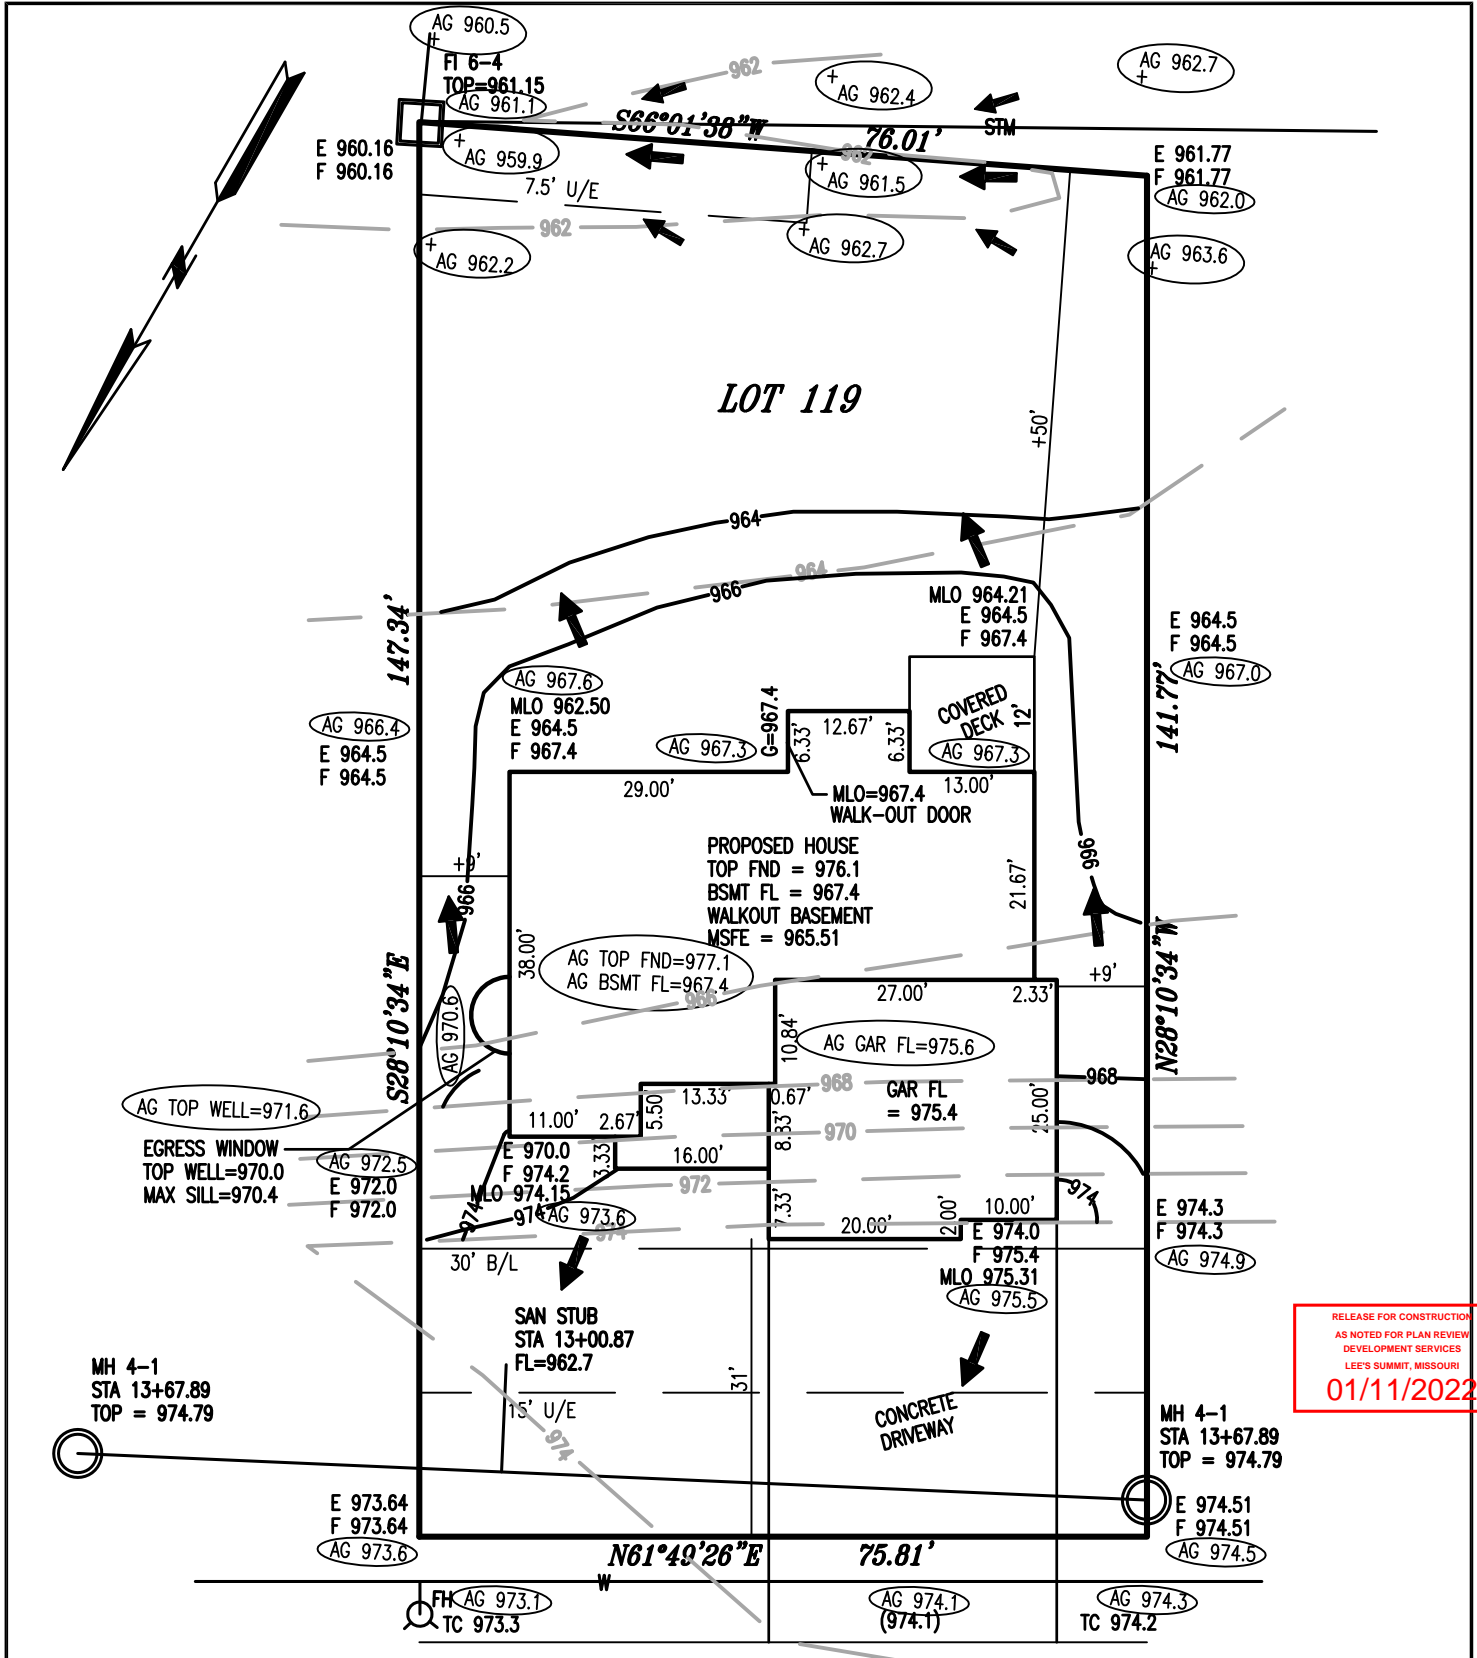 AG 960.5
FI 6-4
TOP=961.15
AG 961.1
962
AG 962.4
AG 962.7
S66°01'38"W
76.01'
STM
E 960.16
F 960.16
AG 959.9
962
AG 961.5
E 961.77
F 961.77
AG 962.0
7.5' U/E
962
AG 962.2
AG 962.7
AG 963.6
LOT 119
+50'
964
964
966
MLO 964.21
E 964.5
F 967.4
147.34'
E 964.5
F 964.5
AG 967.0
AG 967.6
MLO 962.50
E 964.5
F 967.4
AG 966.4
E 964.5
F 964.5
AG 967.3
G=967.4
6.33'
12.67'
6.33'
COVERED
DECK
12'
AG 967.3
141.77'
29.00'
MLO=967.4
WALK-OUT DOOR
13.00'
PROPOSED HOUSE
TOP FND = 976.1
BSMT FL = 967.4
WALKOUT BASEMENT
MSFE = 965.51
21.67'
966
+9'
966
38.00'
AG TOP FND=977.1
AG BSMT FL=967.4
966
S28°10'34"E
N28°10'34"W
+9'
27.00'
2.33'
AG 970.6
10.84'
AG GAR FL=975.6
968
968
GAR FL
= 975.4
25.00'
AG TOP WELL=971.6
EGRESS WINDOW
TOP WELL=970.0
MAX SILL=970.4
11.00'
2.67'
5.50'
13.33'
0.67'
8.83'
970
AG 972.5
E 972.0
F 972.0
E 970.0
F 974.2
MLO 974.15
3.33'
16.00'
972
974
974
974
AG 973.6
974
7.33'
20.00'
2.00'
10.00'
E 974.0
F 975.4
MLO 975.31
AG 975.5
E 974.3
F 974.3
AG 974.9
30' B/L
SAN STUB
STA 13+00.87
FL=962.7
RELEASE FOR CONSTRUCTION
AS NOTED FOR PLAN REVIEW
DEVELOPMENT SERVICES
LEE'S SUMMIT, MISSOURI
01/11/2022
MH 4-1
STA 13+67.89
TOP = 974.79
31'
15' U/E
974
CONCRETE
DRIVEWAY
MH 4-1
STA 13+67.89
TOP = 974.79
E 973.64
F 973.64
AG 973.6
E 974.51
F 974.51
AG 974.5
N61°49'26"E
75.81'
W
FH
AG 973.1
TC 973.3
AG 974.1
(974.1)
AG 974.3
TC 974.2